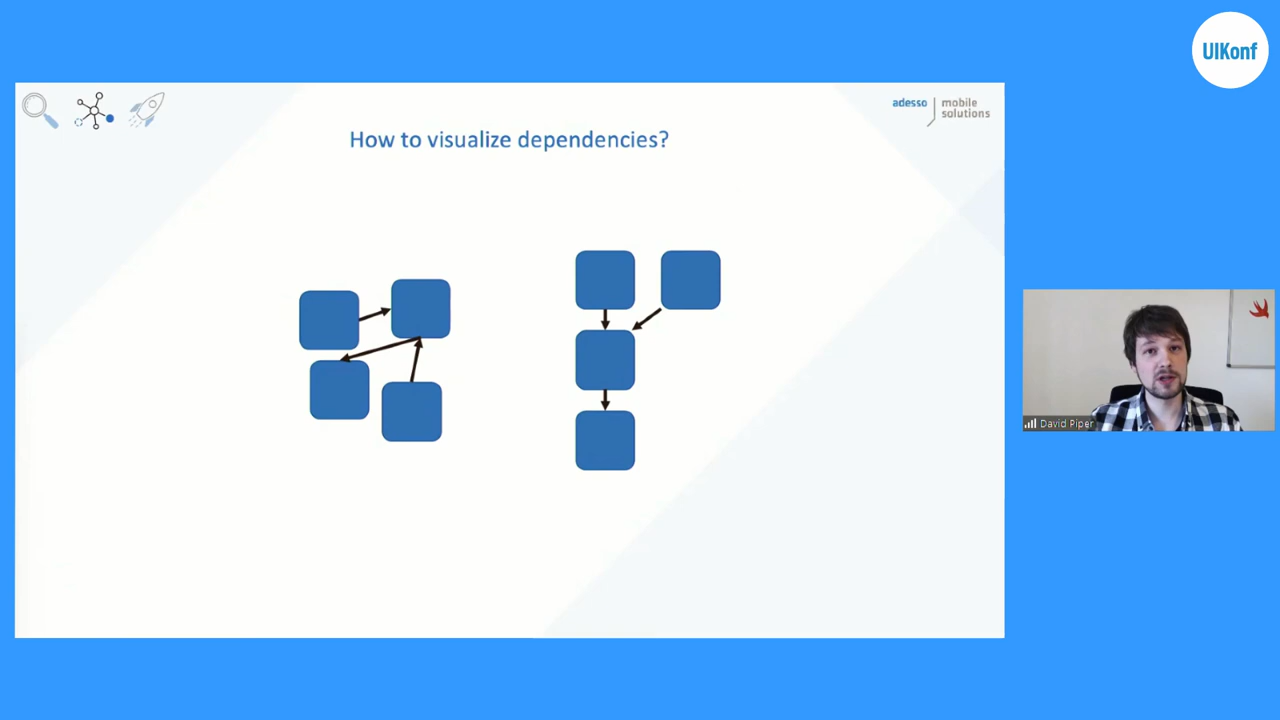 UIKonf
adesso
mobile
solutions
How to visualize dependencies?
David Piper